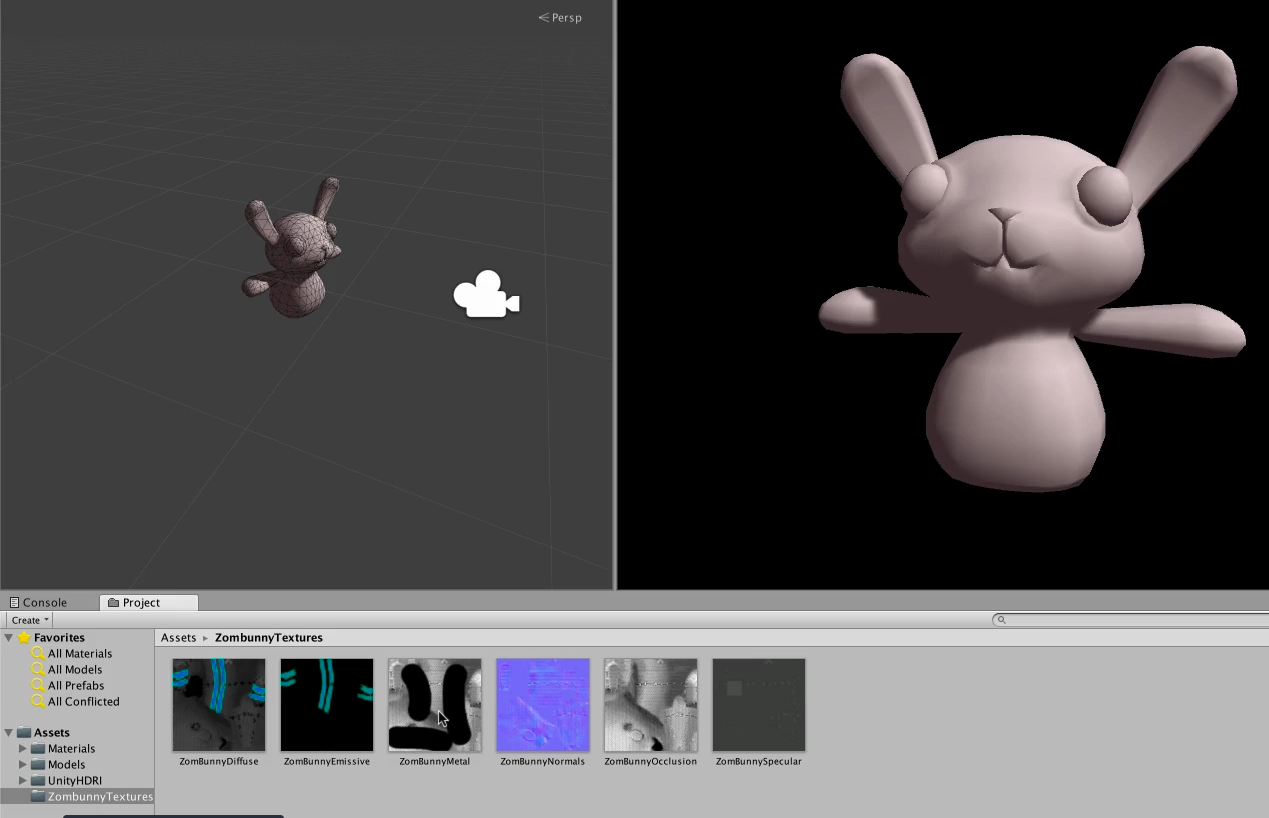 Persp
Console
Project
Create
Favorites
Assets ▸ ZombunnyTextures
All Materials
All Models
All Prefabs
All Conflicted
Assets
Materials
Models
UnityHDRI
ZombunnyTextures
ZomBunnyDiffuse
ZomBunnyEmissive
ZomBunnyMetal
ZomBunnyNormals
ZomBunnyOcclusion
ZomBunnySpecular